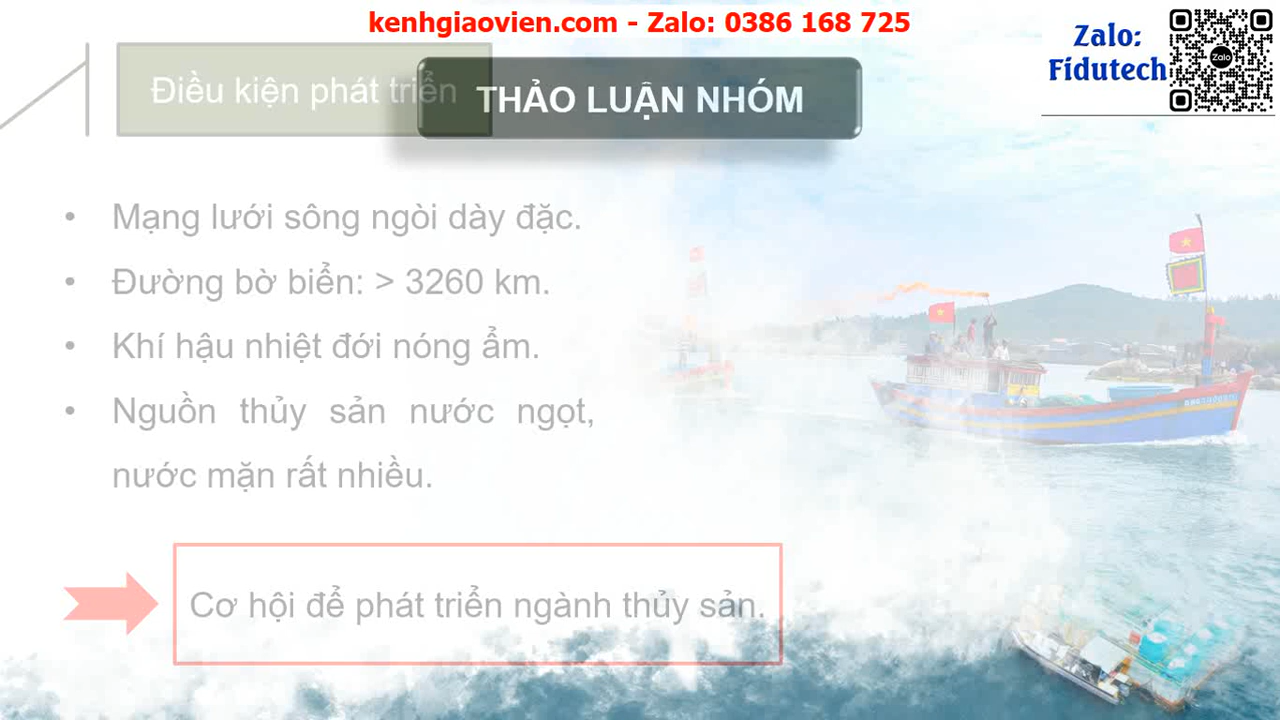 kenhgiaovien.com - Zalo: 0386 168 725
Zalo:
Fidutech
Zalo
Điều kiện phát triển
THẢO LUẬN NHÓM
• Mạng lưới sông ngòi dày đặc.
• Đường bờ biển: > 3260 km.
• Khí hậu nhiệt đới nóng ẩm.
• Nguồn thủy sản nước ngọt,
nước mặn rất nhiều.
Cơ hội để phát triển ngành thủy sản.